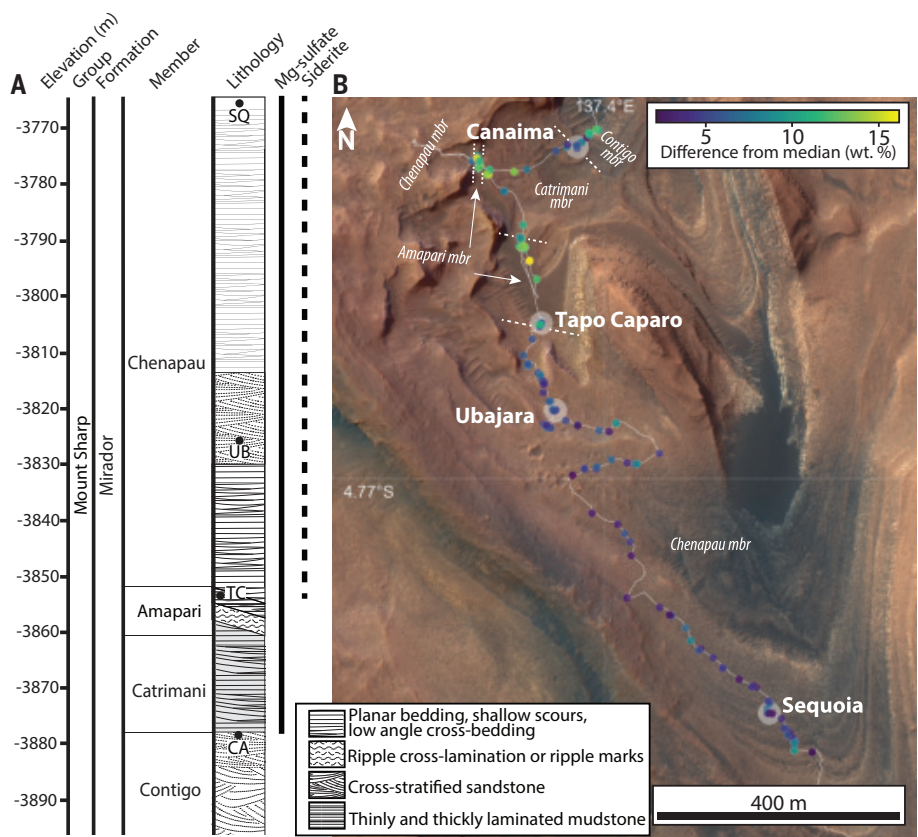 A
Elevation (m)
Group
Formation
Member
Lithology
Mg-sulfate
Siderite
-3770
-3780
-3790
-3800
-3810
-3820
-3830
-3840
-3850
-3860
-3870
-3880
-3890
Mount Sharp
Mirador
Chenapau
Amapari
Catrimani
Contigo
SQ
UB
TC
CA
Planar bedding, shallow scours,
low angle cross-bedding
Ripple cross-lamination or ripple marks
Cross-stratified sandstone
Thinly and thickly laminated mudstone
B
N
137.4°E
5 10 15
Difference from median (wt. %)
Canaima
Chenapau mbr
Contigo
mbr
Catrimani
mbr
Amapari mbr
Tapo Caparo
Ubajara
4.77°S
Chenapau mbr
Sequoia
400 m